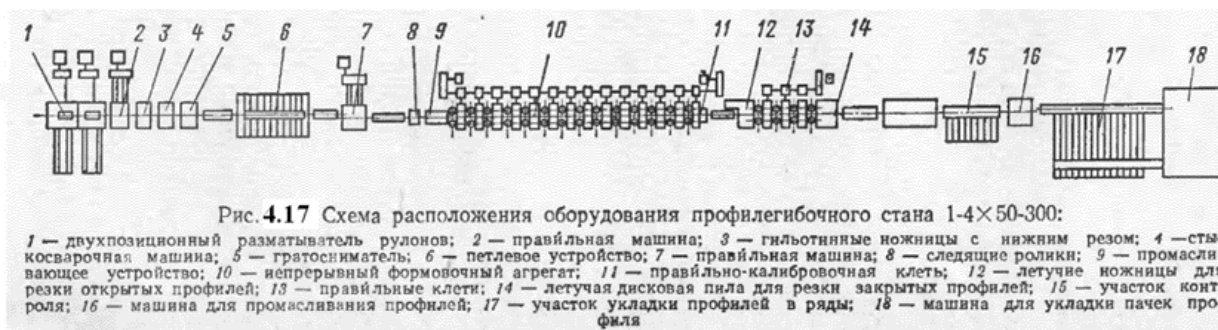 1 2 3 4 5 6 7 8 9 10 11 12 13 14 15 16 17 18
Рис. 4.17 Схема расположения оборудования профилегибочного стана 1-4×50-300:
1 — двухпозиционный разматыватель рулонов; 2 — правильная машина; 3 — гильотинные ножницы с нижним резом; 4 —сты
косварочная машина; 5 — гратосниматель; 6 — петлевое устройство; 7 — правильная машина; 8 — следящие ролики; 9 — промасли
вающее устройство; 10 — непрерывный формовочный агрегат; 11 — правильно-калибровочная клеть; 12 — летучие ножницы для
резки открытых профилей; 13 — правильные клети; 14 — летучая дисковая пила для резки закрытых профилей; 15 — участок конт
роля; 16 — машина для промасливания профилей; 17 — участок укладки профилей в ряды; 18 — машина для укладки пачек про
филя